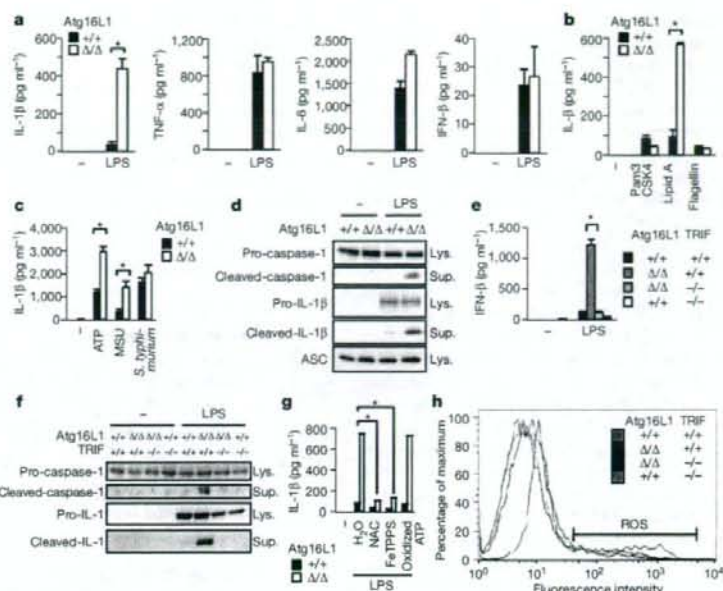 a
Atg16L1
+/+
Δ/Δ
IL-1β (pg ml⁻¹)
600
400
200
0
*
– LPS
TNF-α (pg ml⁻¹)
1,200
800
400
0
– LPS
IL-6 (pg ml⁻¹)
2,500
2,000
1,500
1,000
500
0
– LPS
IFN-β (pg ml⁻¹)
40
30
20
10
0
– LPS
b
Atg16L1
+/+
Δ/Δ
IL-β (pg ml⁻¹)
600
300
0
*
–
Pam3
CSK4
Lipid A
Flagellin
c
Atg16L1
+/+
Δ/Δ
IL-1β (pg ml⁻¹)
4,000
3,000
2,000
1,000
0
* *
–
ATP
MSU
S. typhi-
murium
d
– LPS
Atg16L1 +/+ Δ/Δ +/+ Δ/Δ
Pro-caspase-1 Lys.
Cleaved-caspase-1 Sup.
Pro-IL-1β Lys.
Cleaved-IL-1β Sup.
ASC Lys.
e
IFN-β (pg ml⁻¹)
1,500
1,000
500
0
*
– LPS
Atg16L1 TRIF
+/+ +/+
Δ/Δ +/+
Δ/Δ –/–
+/+ –/–
f
– LPS
Atg16L1 +/+ Δ/Δ Δ/Δ +/+ +/+ Δ/Δ Δ/Δ +/+
TRIF +/+ +/+ –/– –/– +/+ +/+ –/– –/–
Pro-caspase-1 Lys.
Cleaved-caspase-1 Sup.
Pro-IL-1 Lys.
Cleaved-IL-1 Sup.
g
IL-1β (pg ml⁻¹)
800
600
400
200
0
* *
–
H₂O
NAC
FeTPPS
Oxidized
ATP
LPS
Atg16L1
+/+
Δ/Δ
h
Percentage of maximum
100
80
60
40
20
0
Atg16L1 TRIF
+/+ +/+
Δ/Δ +/+
Δ/Δ –/–
+/+ –/–
ROS
10⁰ 10¹ 10² 10³ 10⁴
Fluorescence intensity